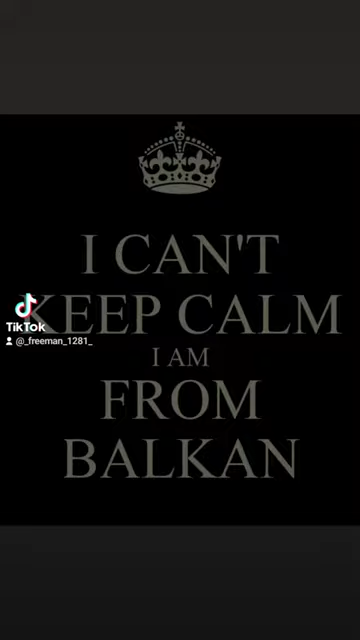 I CAN'T
KEEP CALM
I AM
FROM
BALKAN
TikTok
@_freeman_1281_